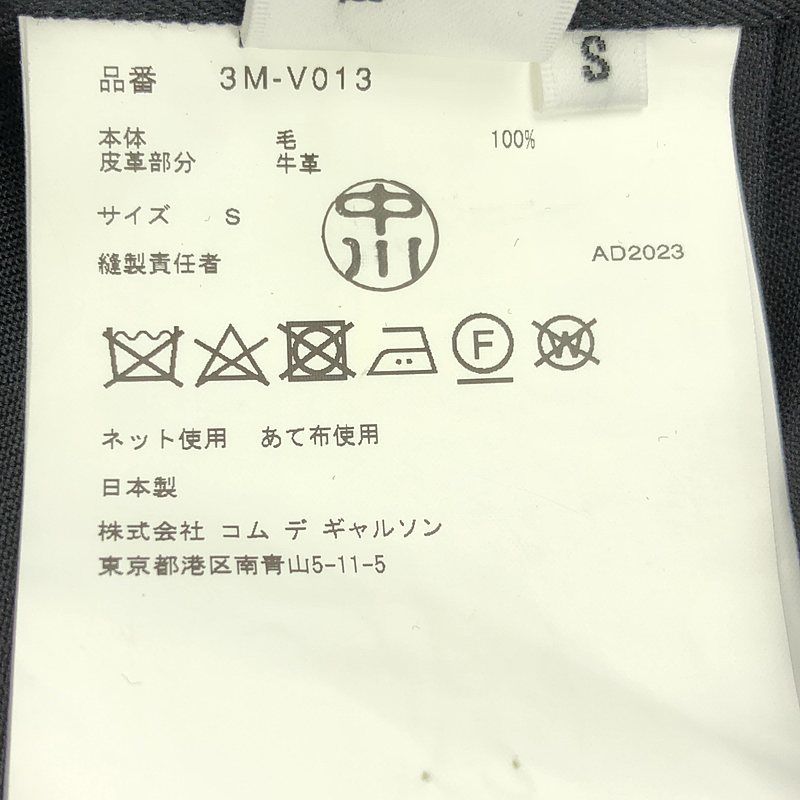 S
品番 3M-V013
本体 毛 100%
皮革部分 牛革
サイズ S
中川
縫製責任者
AD2023
F W
ネット使用 あて布使用
日本製
株式会社 コム デ ギャルソン
東京都港区南青山5-11-5